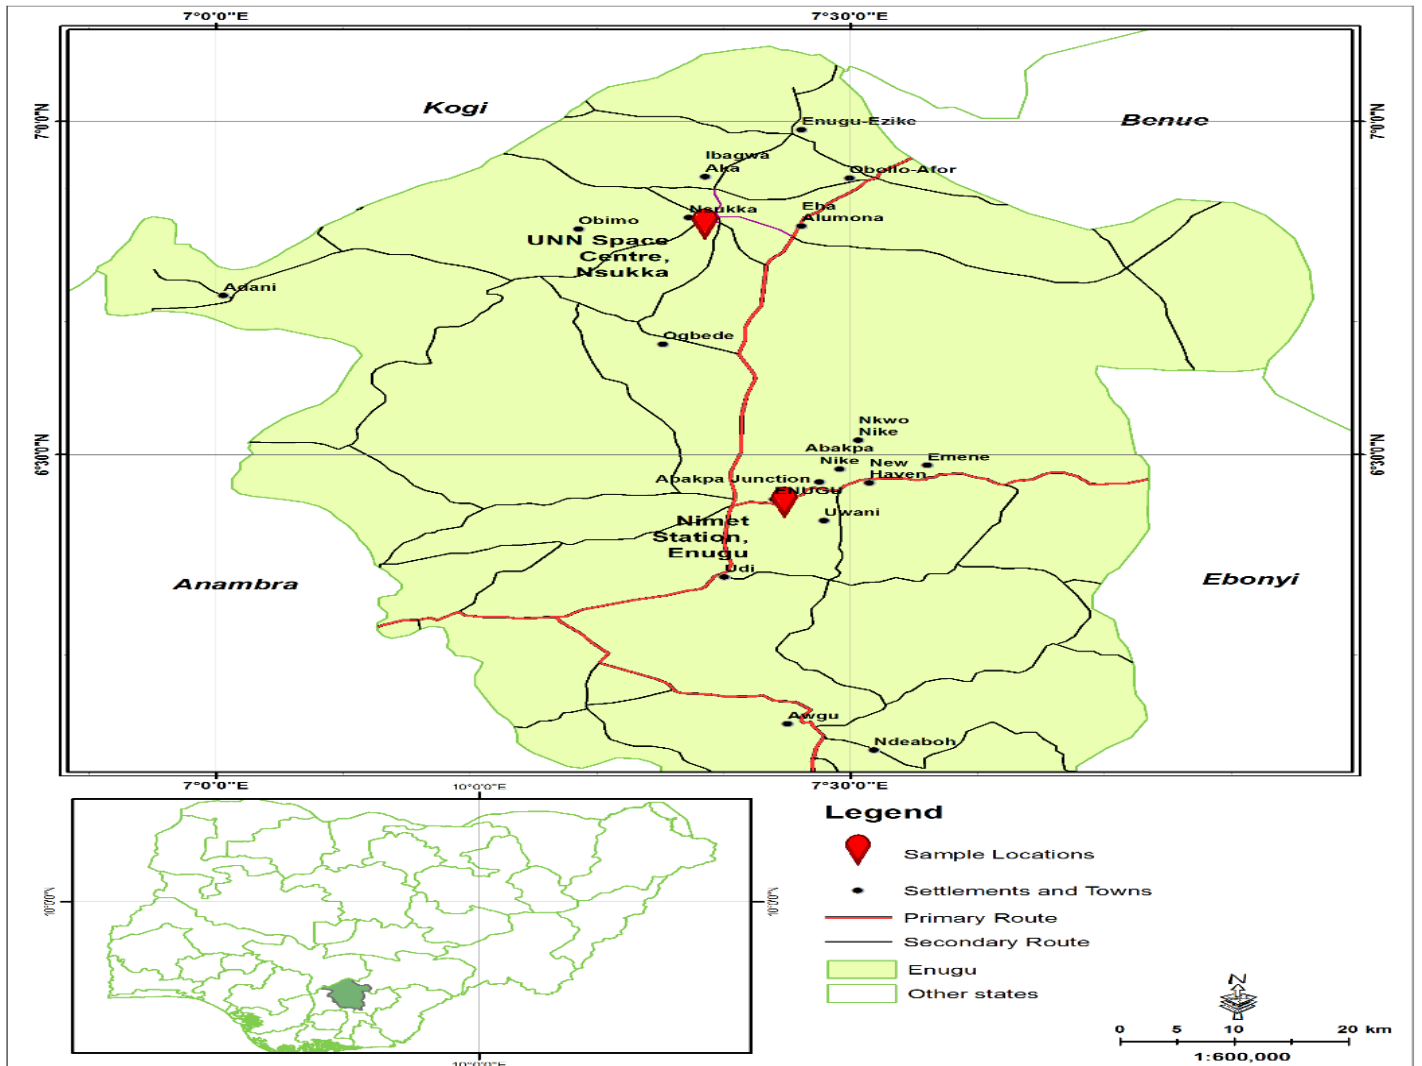 7°0'0"E
7°30'0"E
7°0'0"N
7°0'0"N
Kogi
Benue
Enugu-Ezike
Ibagwa
Aka
Obollo-Afor
Nsukka
Eha
Alumona
Obimo
UNN Space
Centre,
Nsukka
Adani
Ogbede
Nkwo
Nike
Abakpa
Nike
New
Haven
Emene
6°30'0"N
6°30'0"N
Apakpa Junction
ENUGU
Uwani
Nimet
Station,
Enugu
Udi
Anambra
Ebonyi
Awgu
Ndeaboh
7°0'0"E
7°30'0"E
10°0'0"E
10°0'0"E
Legend
Sample Locations
Settlements and Towns
Primary Route
Secondary Route
Enugu
Other states
N
0 5 10 20 km
1:600,000